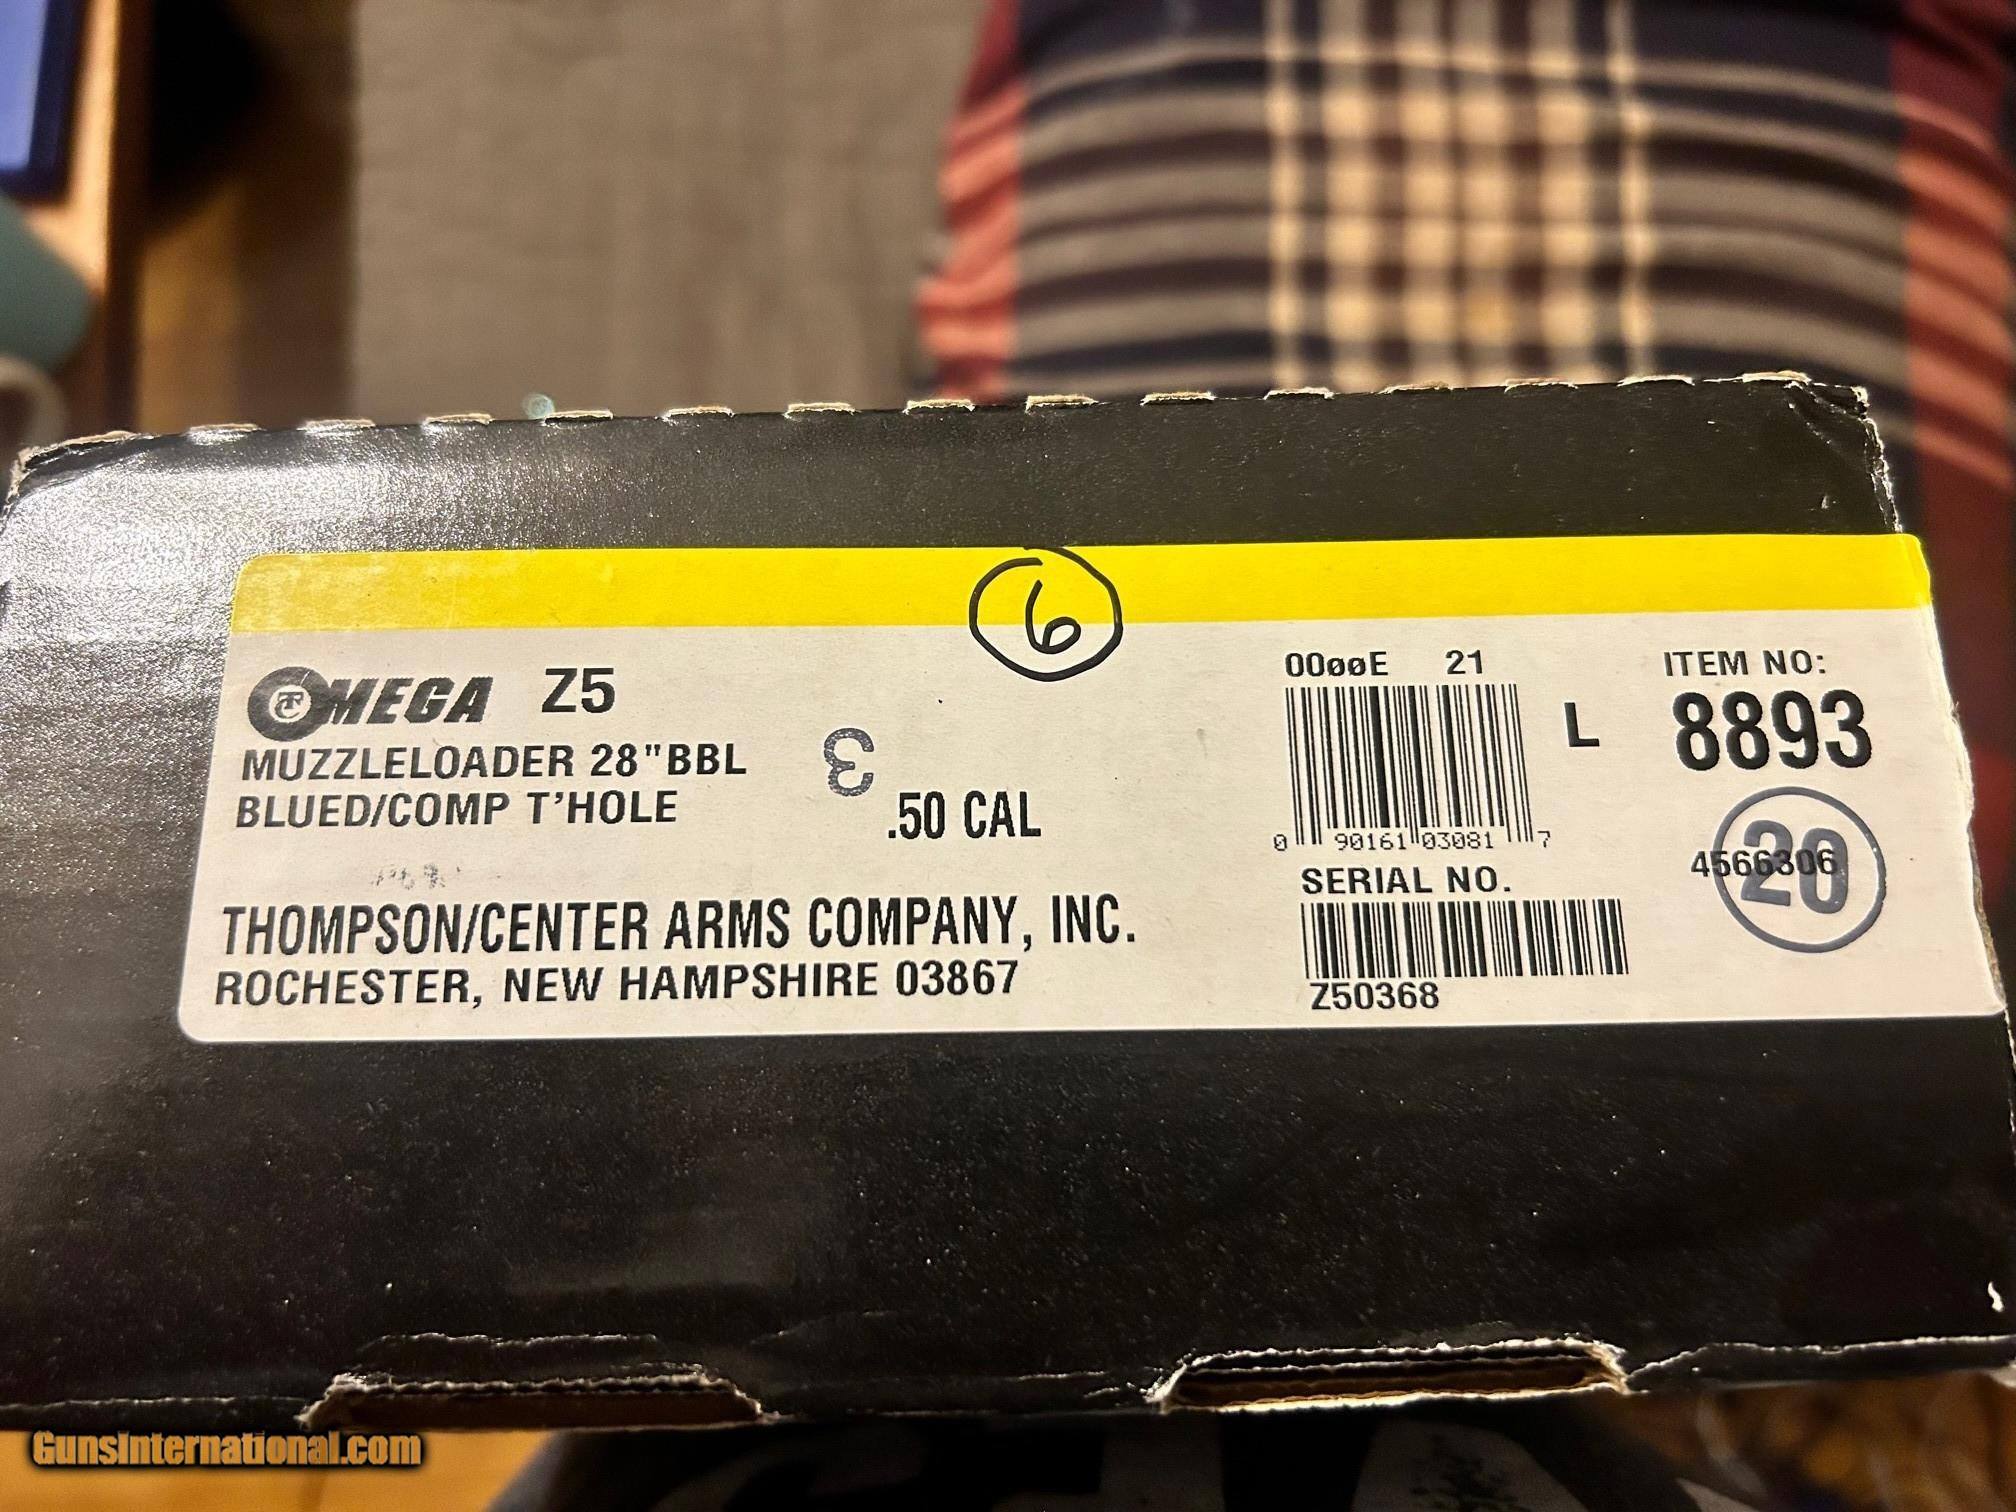 6
OMEGA Z5
MUZZLELOADER 28"BBL
BLUED/COMP T'HOLE
3
.50 CAL
THOMPSON/CENTER ARMS COMPANY, INC.
ROCHESTER, NEW HAMPSHIRE 03867
00øøE 21
0 90161 03081 7
L
SERIAL NO.
Z50368
ITEM NO:
8893
4566306
20
GunsInternational.com